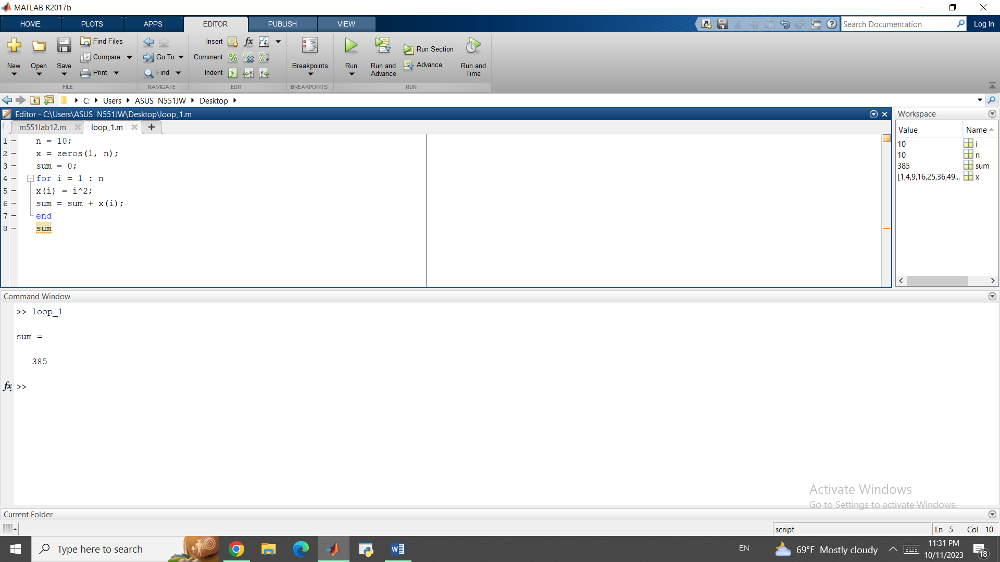 MATLAB R2017b
HOME PLOTS APPS EDITOR PUBLISH VIEW
Search Documentation
Log In
New
Open
Save
Find Files
Compare
Print
FILE
Go To
Find
NAVIGATE
Insert
Comment
Indent
EDIT
Breakpoints
BREAKPOINTS
Run
Run and Advance
Run Section
Advance
Run and Time
RUN
C: Users ASUS N551JW Desktop
Editor - C:\Users\ASUS N551JW\Desktop\loop_1.m
m551lab12.m loop_1.m
1 n = 10;
2 x = zeros(1, n);
3 sum = 0;
4 for i = 1 : n
5 x(i) = i^2;
6 sum = sum + x(i);
7 end
8 sum
Workspace
Value Name
10 i
10 n
385 sum
[1,4,9,16,25,36,49... x
Command Window
>> loop_1
sum =
385
fx >>
Activate Windows
Go to Settings to activate Windows.
Current Folder
script Ln 5 Col 10
Type here to search
EN
69°F Mostly cloudy
11:31 PM
10/11/2023
18